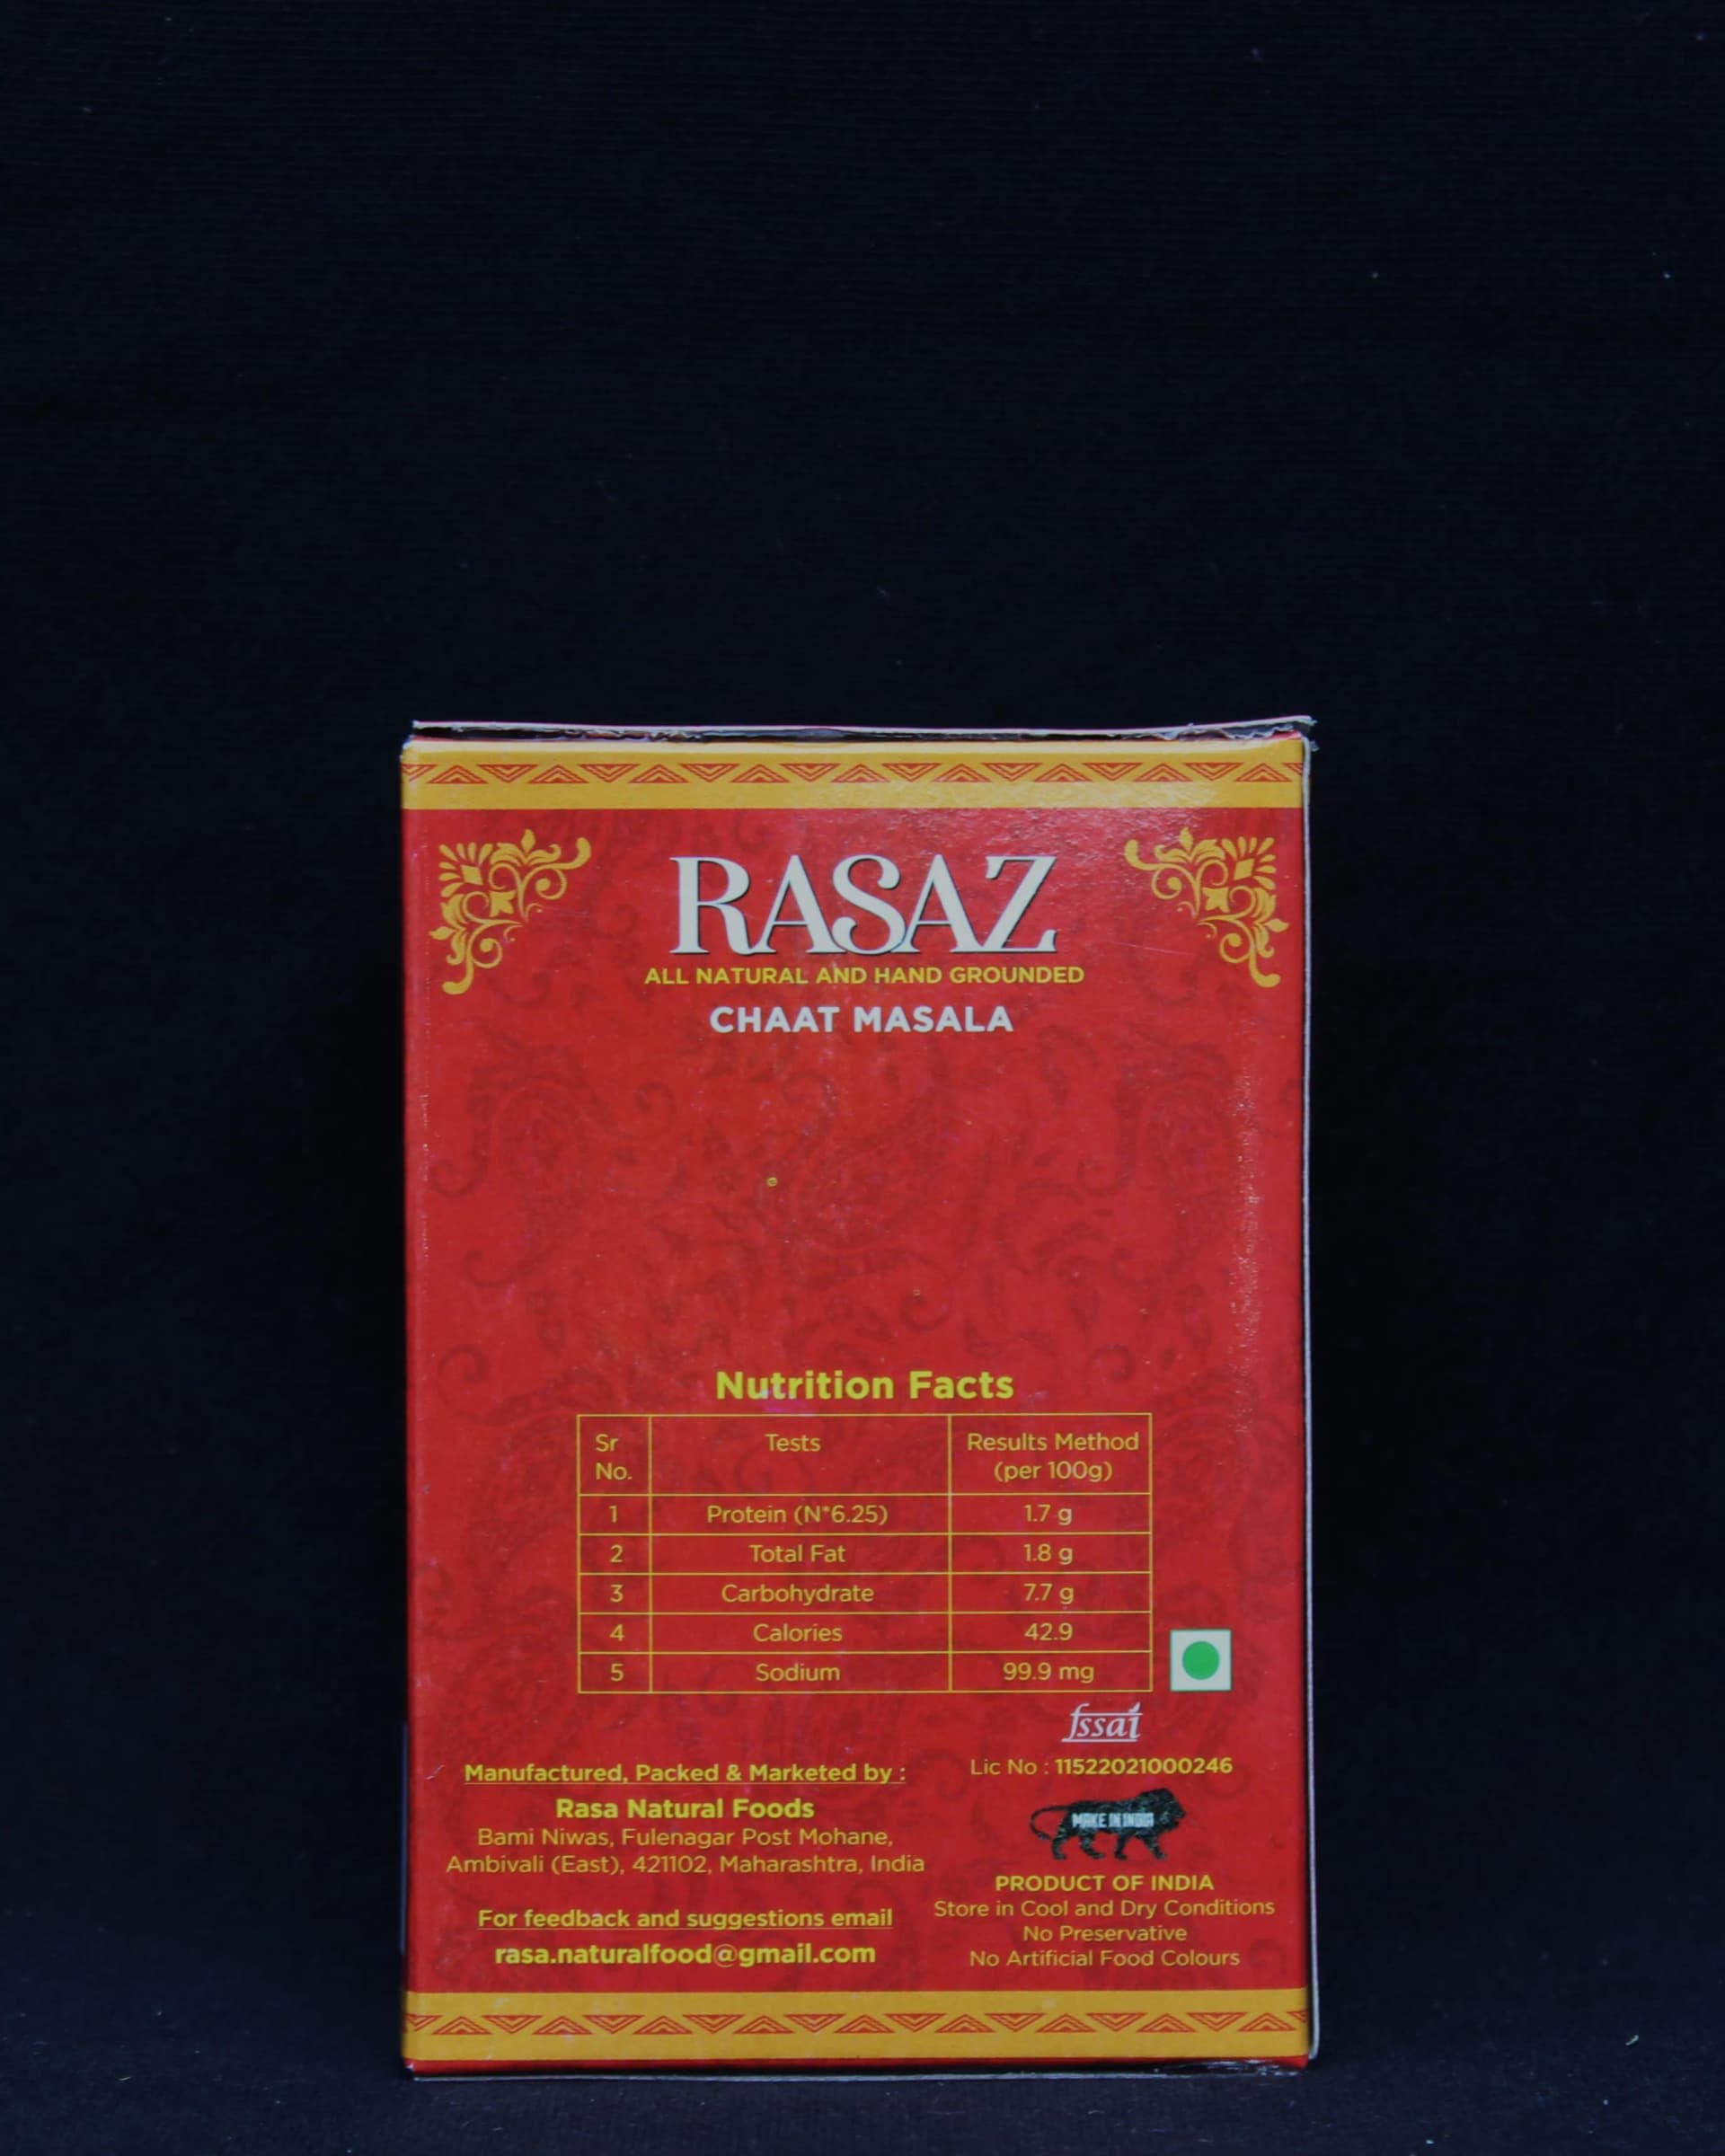 RASAZ
ALL NATURAL AND HAND GROUNDED
CHAAT MASALA
Nutrition Facts
Sr No. Tests Results Method (per 100g)
1 Protein (N*6.25) 1.7 g
2 Total Fat 1.8 g
3 Carbohydrate 7.7 g
4 Calories 42.9
5 Sodium 99.9 mg
fssai
Lic No : 11522021000246
Manufactured, Packed & Marketed by :
Rasa Natural Foods
Bami Niwas, Fulenagar Post Mohane,
Ambivali (East), 421102, Maharashtra, India
For feedback and suggestions email
rasa.naturalfood@gmail.com
MAKE IN INDIA
PRODUCT OF INDIA
Store in Cool and Dry Conditions
No Preservative
No Artificial Food Colours